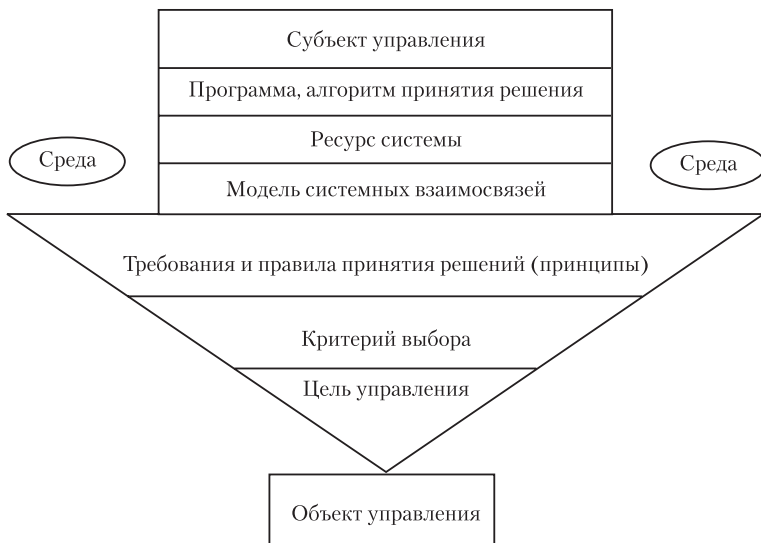 Субъект управления
Программа, алгоритм принятия решения
Ресурс системы
Среда
Среда
Модель системных взаимосвязей
Требования и правила принятия решений (принципы)
Критерий выбора
Цель управления
Объект управления